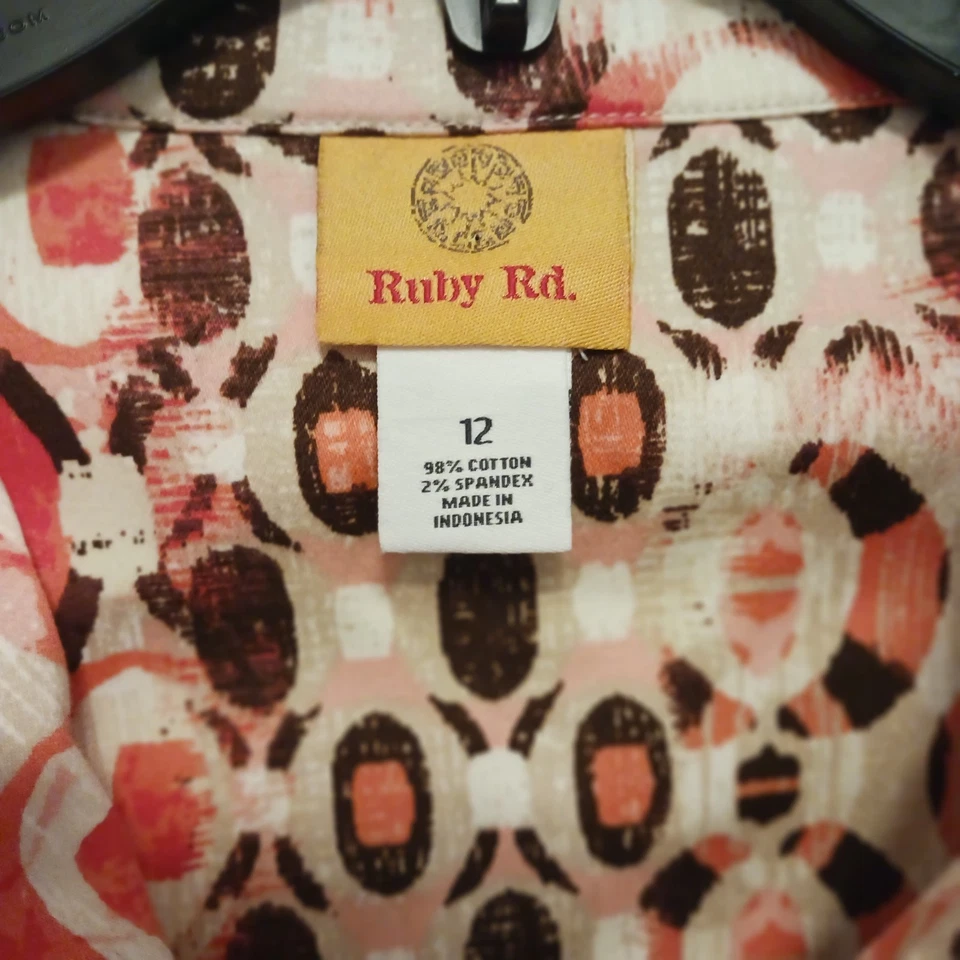 Ruby Rd.
12
98% COTTON
2% SPANDEX
MADE IN
INDONESIA